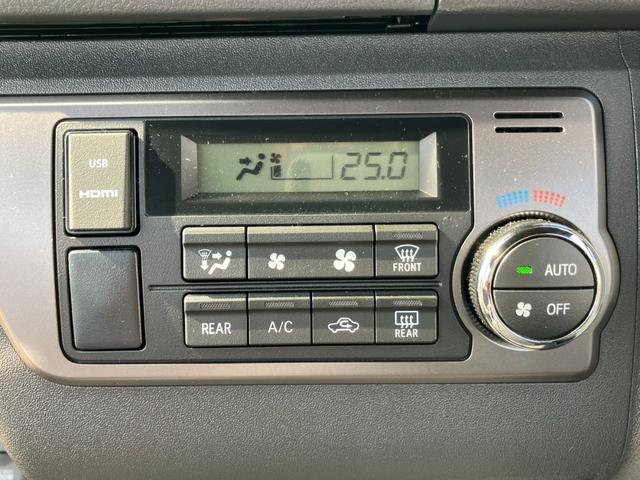 USB
HDMI
25.0
FRONT
AUTO
OFF
REAR
A/C
REAR